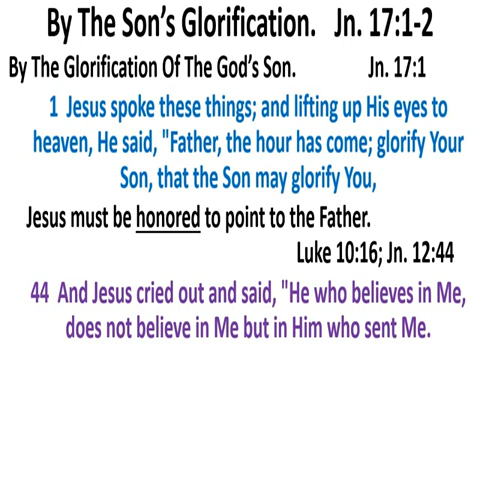 By The Son's Glorification. Jn. 17:1-2
By The Glorification Of The God's Son. Jn. 17:1
1 Jesus spoke these things; and lifting up His eyes to
heaven, He said, "Father, the hour has come; glorify Your
Son, that the Son may glorify You,
Jesus must be honored to point to the Father.
Luke 10:16; Jn. 12:44
44 And Jesus cried out and said, "He who believes in Me,
does not believe in Me but in Him who sent Me.